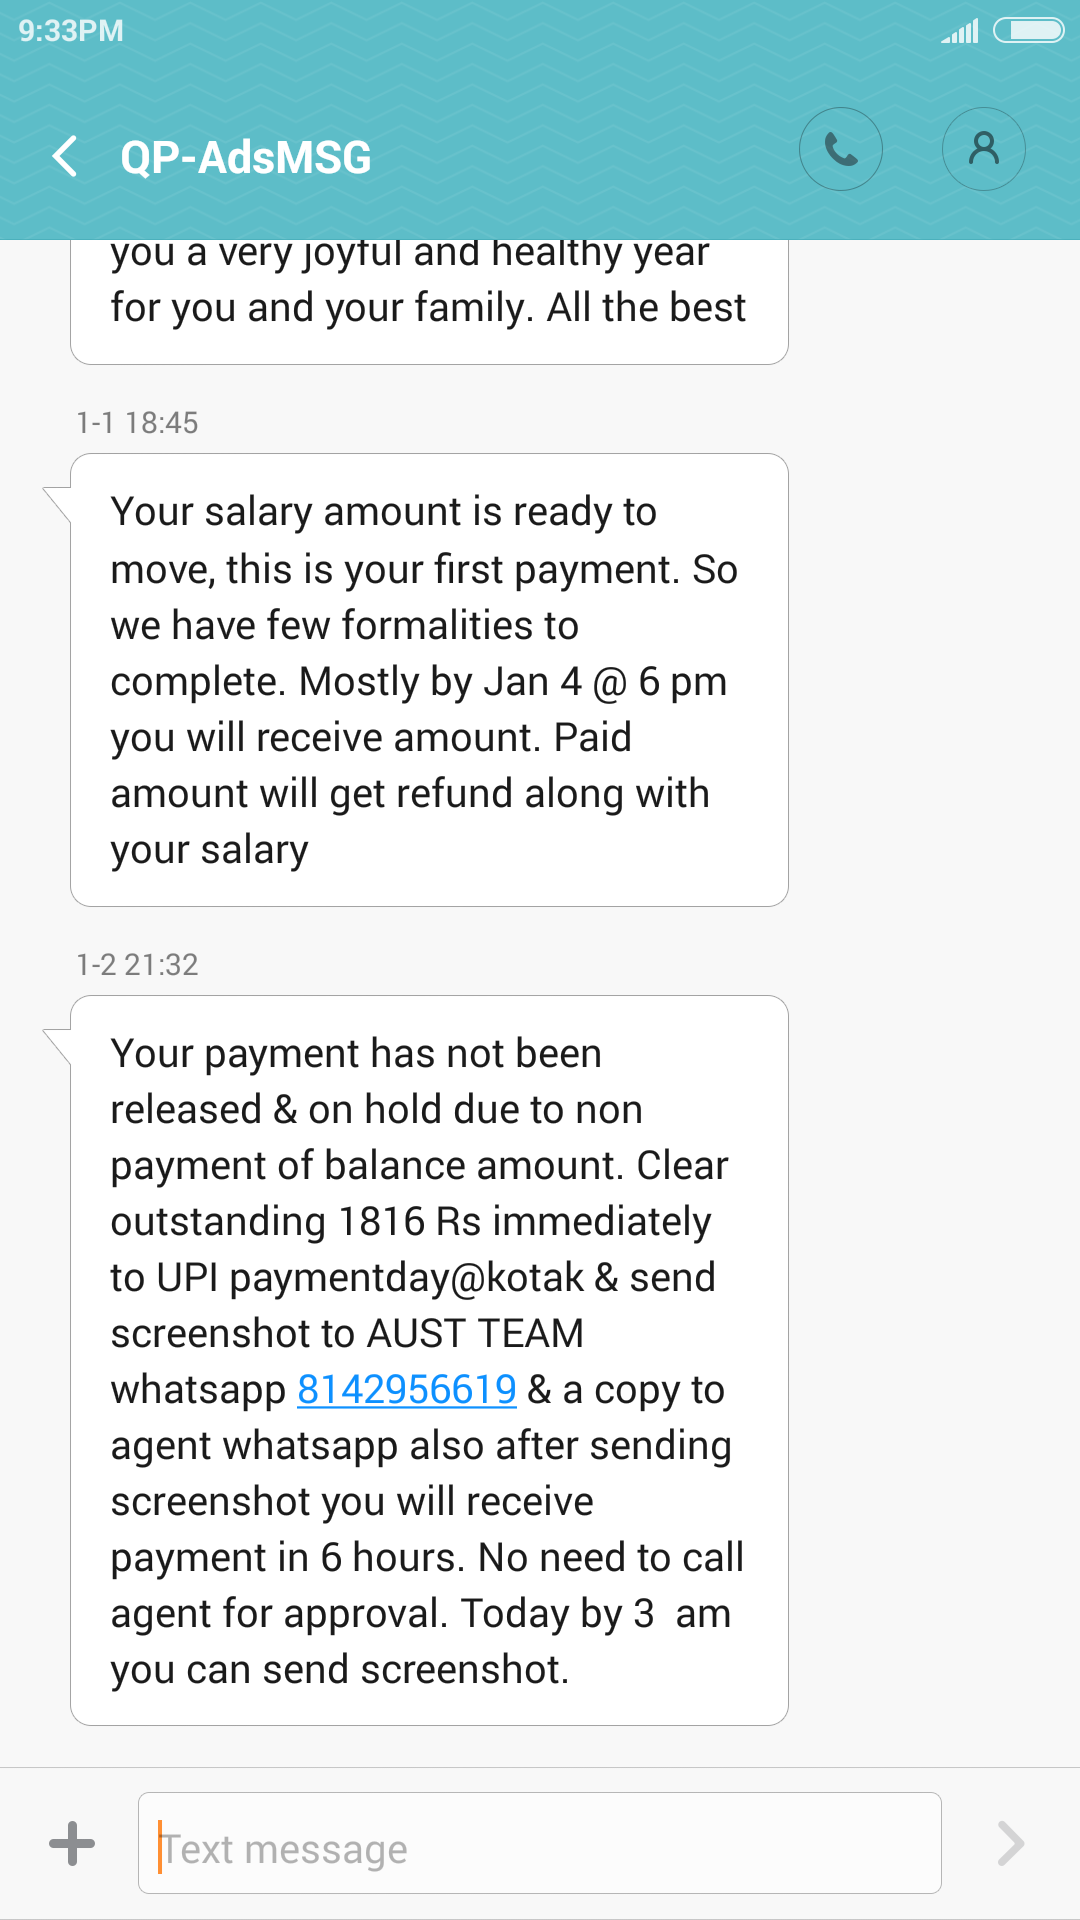 9:33PM
QP-AdsMSG
you a very joyful and healthy year
for you and your family. All the best
1-1 18:45
Your salary amount is ready to
move, this is your first payment. So
we have few formalities to
complete. Mostly by Jan 4 @ 6 pm
you will receive amount. Paid
amount will get refund along with
your salary
1-2 21:32
Your payment has not been
released & on hold due to non
payment of balance amount. Clear
outstanding 1816 Rs immediately
to UPI paymentday@kotak & send
screenshot to AUST TEAM
whatsapp 8142956619 & a copy to
agent whatsapp also after sending
screenshot you will receive
payment in 6 hours. No need to call
agent for approval. Today by 3  am
you can send screenshot.
Text message